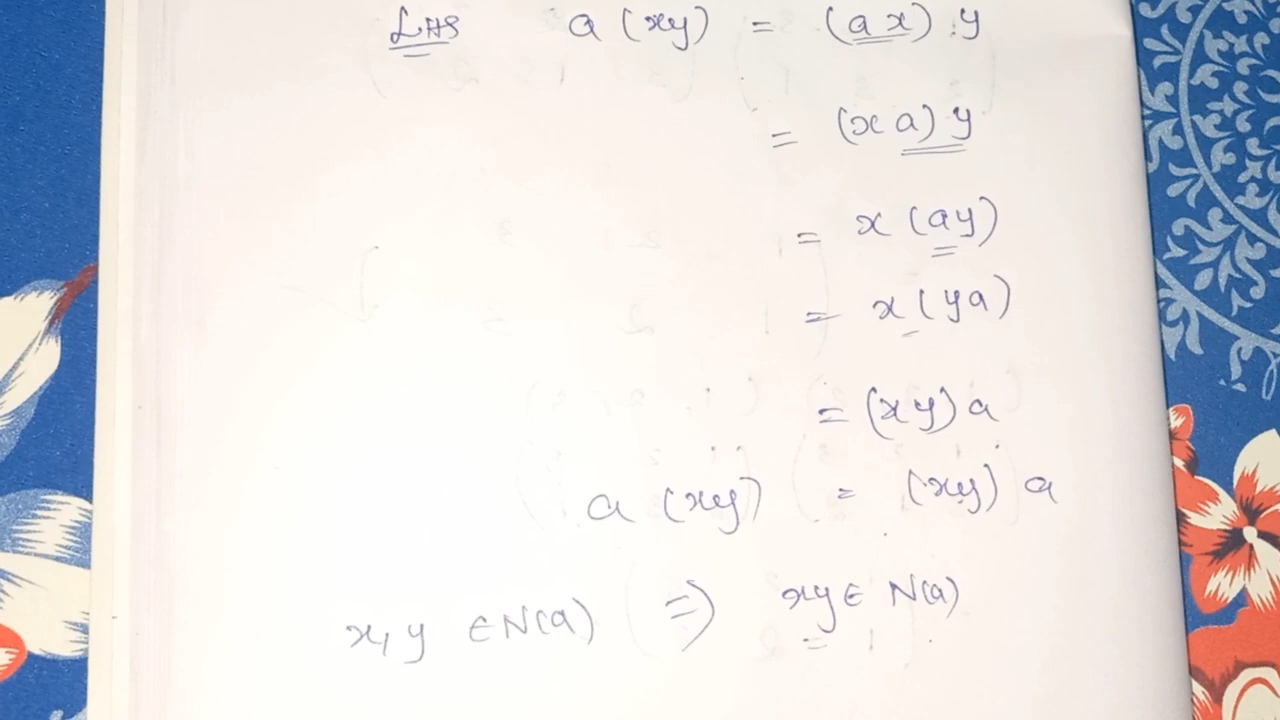 LHS a (xy) = (ax) y
= (xa) y
= x (ay)
= x (ya)
= (xy) a
a (xy) = (xy) a
x, y ∈ N(a) ⇒ xy ∈ N(a)